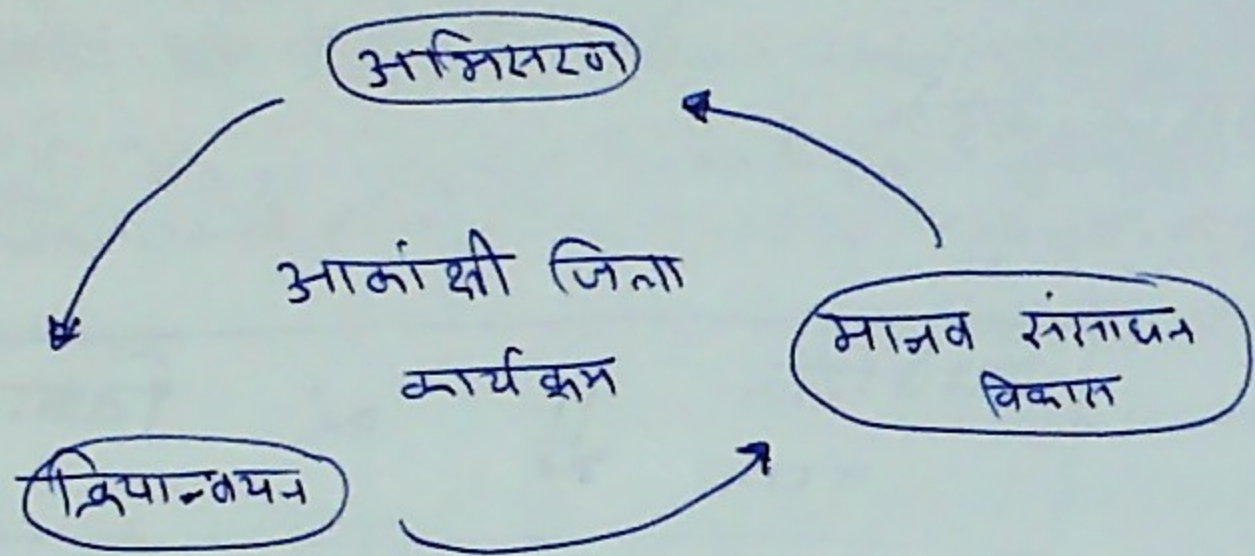 अभिसरण
आकांक्षी जिला
कार्यक्रम
मानव संसाधन
विकास
क्रियान्वयन